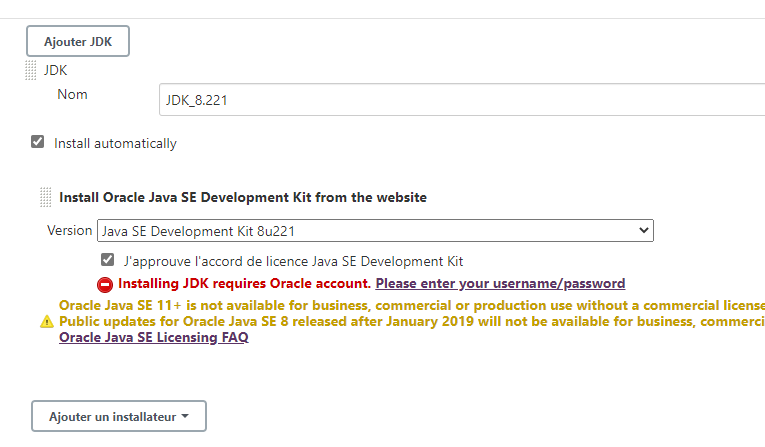 Ajouter JDK
JDK
Nom
JDK_8.221
Install automatically
Install Oracle Java SE Development Kit from the website
Version Java SE Development Kit 8u221
J'approuve l'accord de licence Java SE Development Kit
Installing JDK requires Oracle account. Please enter your username/password
Oracle Java SE 11+ is not available for business, commercial or production use without a commercial license
Public updates for Oracle Java SE 8 released after January 2019 will not be available for business, commerci
Oracle Java SE Licensing FAQ
Ajouter un installateur